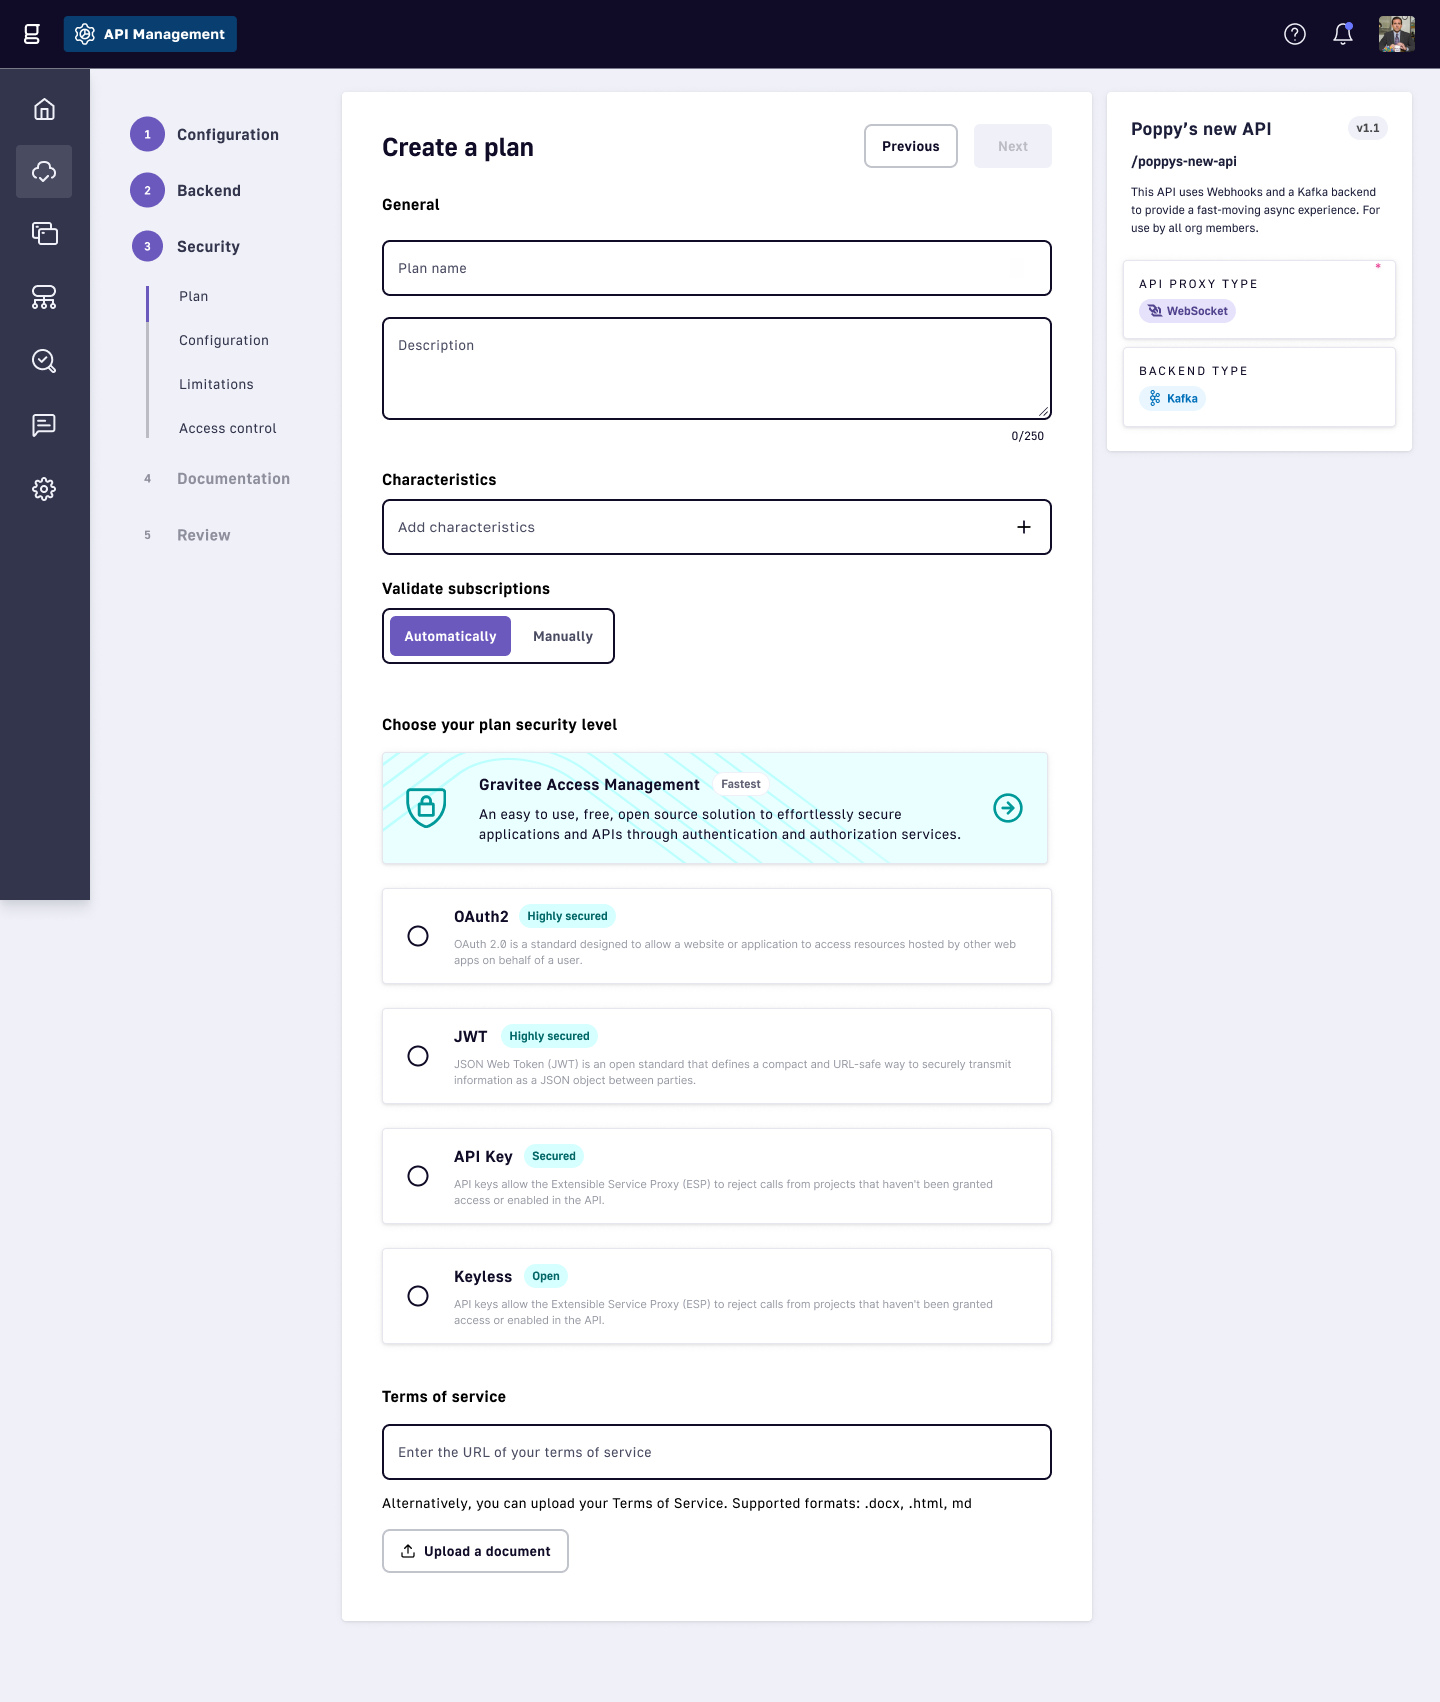 g
API Management
1 Configuration
2 Backend
3 Security
Plan
Configuration
Limitations
Access control
4 Documentation
5 Review
Create a plan
Previous
Next
General
Plan name
Description
0/250
Characteristics
Add characteristics
Validate subscriptions
Automatically
Manually
Choose your plan security level
Gravitee Access Management Fastest
An easy to use, free, open source solution to effortlessly secure
applications and APIs through authentication and authorization services.
OAuth2 Highly secured
OAuth 2.0 is a standard designed to allow a website or application to access resources hosted by other web
apps on behalf of a user.
JWT Highly secured
JSON Web Token (JWT) is an open standard that defines a compact and URL-safe way to securely transmit
information as a JSON object between parties.
API Key Secured
API keys allow the Extensible Service Proxy (ESP) to reject calls from projects that haven't been granted
access or enabled in the API.
Keyless Open
API keys allow the Extensible Service Proxy (ESP) to reject calls from projects that haven't been granted
access or enabled in the API.
Terms of service
Enter the URL of your terms of service
Alternatively, you can upload your Terms of Service. Supported formats: .docx, .html, md
Upload a document
Poppy’s new API v1.1
/poppys-new-api
This API uses Webhooks and a Kafka backend
to provide a fast-moving async experience. For
use by all org members.
*
API PROXY TYPE
WebSocket
BACKEND TYPE
Kafka